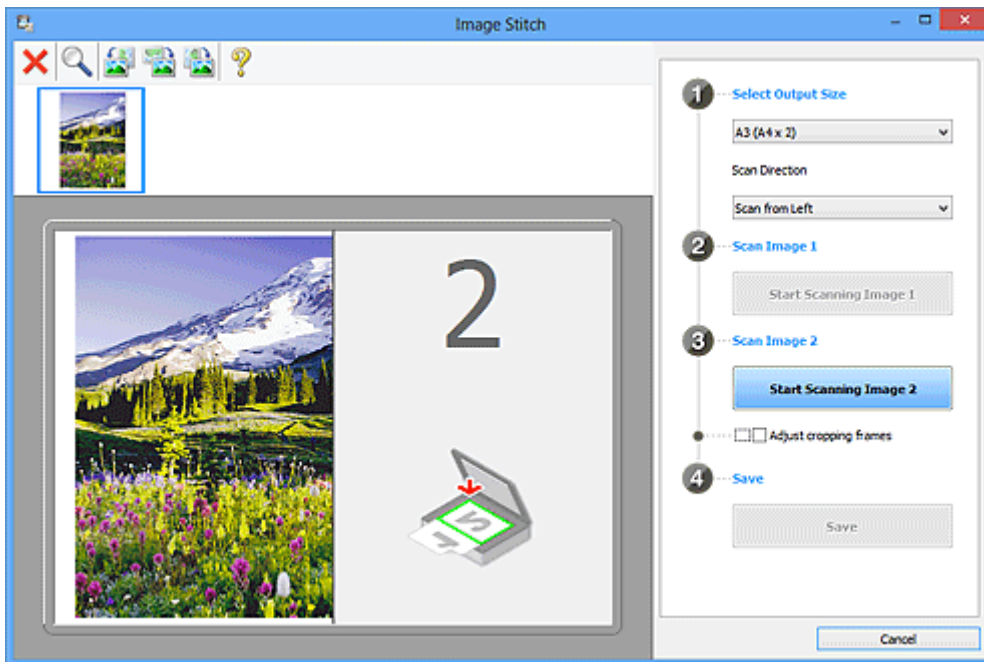 Image Stitch
1
Select Output Size
A3 (A4 x 2)
Scan Direction
Scan from Left
2
Scan Image 1
Start Scanning Image 1
3
Scan Image 2
Start Scanning Image 2
Adjust cropping frames
4
Save
Save
Cancel
2